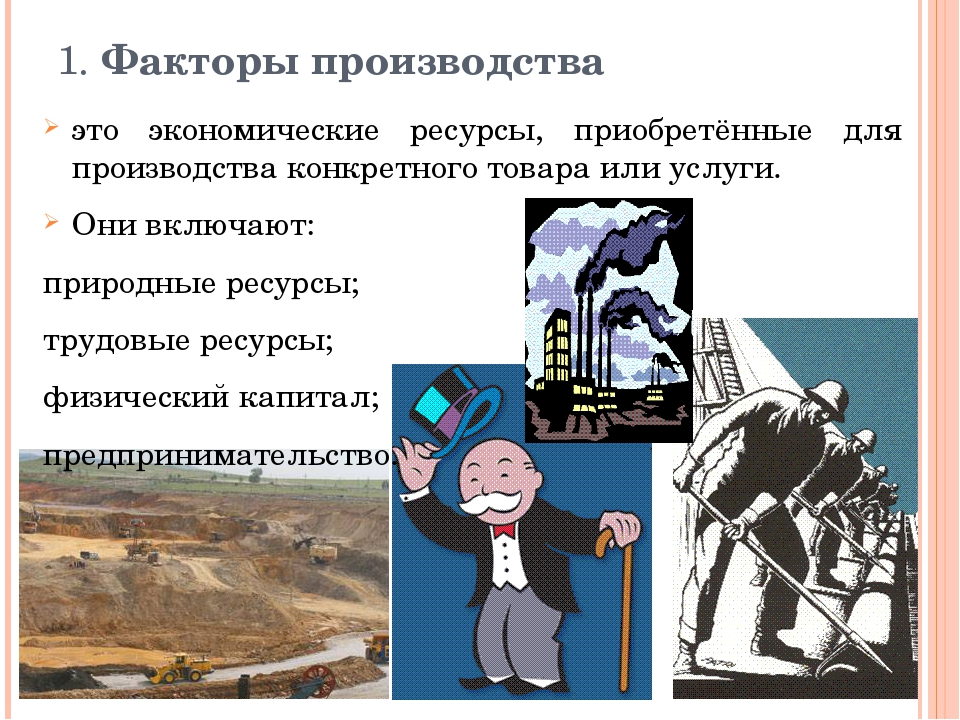 1. Факторы производства
это экономические ресурсы, приобретённые для
производства конкретного товара или услуги.
Они включают:
природные ресурсы;
трудовые ресурсы;
физический капитал;
предпринимательство.